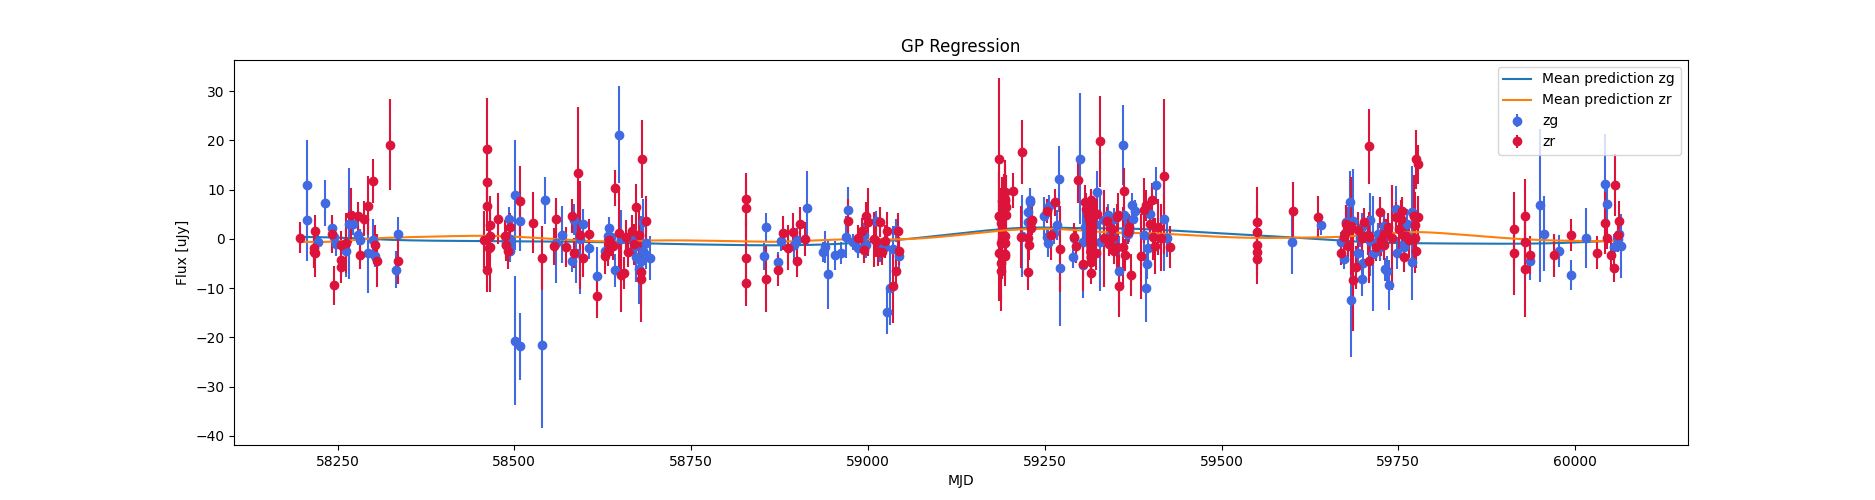 GP Regression
Flux [uJy]
30
20
10
0
−10
−20
−30
−40
Mean prediction zg
Mean prediction zr
zg
zr
58250 58500 58750 59000 59250 59500 59750 60000
MJD